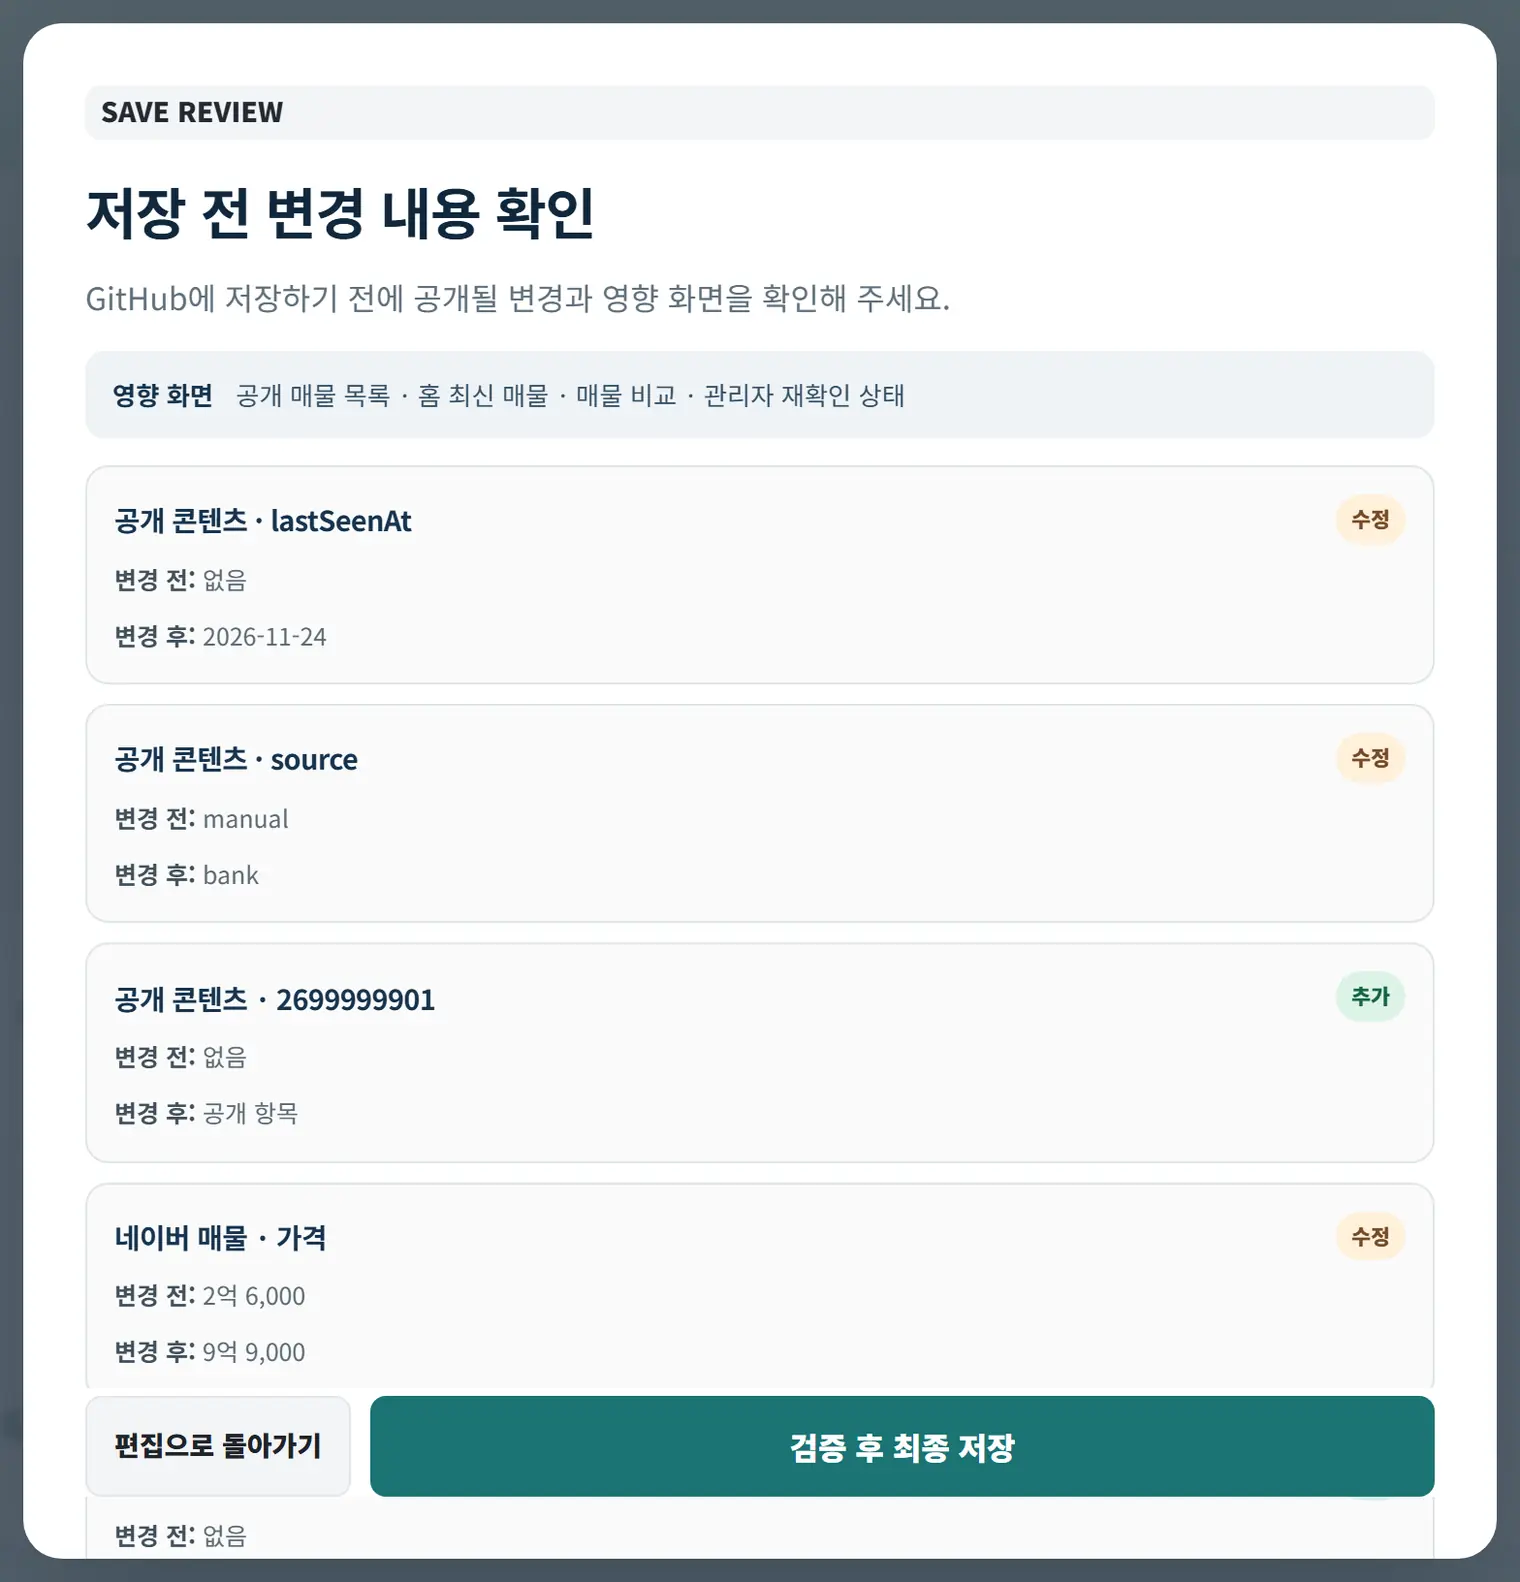 SAVE REVIEW
저장 전 변경 내용 확인
GitHub에 저장하기 전에 공개될 변경과 영향 화면을 확인해 주세요.
영향 화면 공개 매물 목록 · 홈 최신 매물 · 매물 비교 · 관리자 재확인 상태
공개 콘텐츠 · lastSeenAt 수정
변경 전: 없음
변경 후: 2026-11-24
공개 콘텐츠 · source 수정
변경 전: manual
변경 후: bank
공개 콘텐츠 · 2699999901 추가
변경 전: 없음
변경 후: 공개 항목
네이버 매물 · 가격 수정
변경 전: 2억 6,000
변경 후: 9억 9,000
편집으로 돌아가기 검증 후 최종 저장
변경 전: 없음